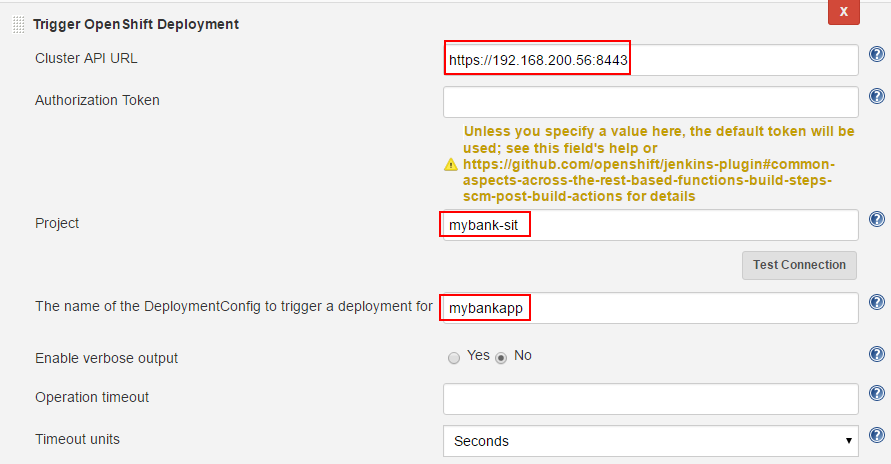 X
Trigger OpenShift Deployment
Cluster API URL
https://192.168.200.56:8443
Authorization Token
Unless you specify a value here, the default token will be
used; see this field's help or
https://github.com/openshift/jenkins-plugin#common-
aspects-across-the-rest-based-functions-build-steps-
scm-post-build-actions for details
Project
mybank-sit
Test Connection
The name of the DeploymentConfig to trigger a deployment for
mybankapp
Enable verbose output
Yes No
Operation timeout
Timeout units
Seconds